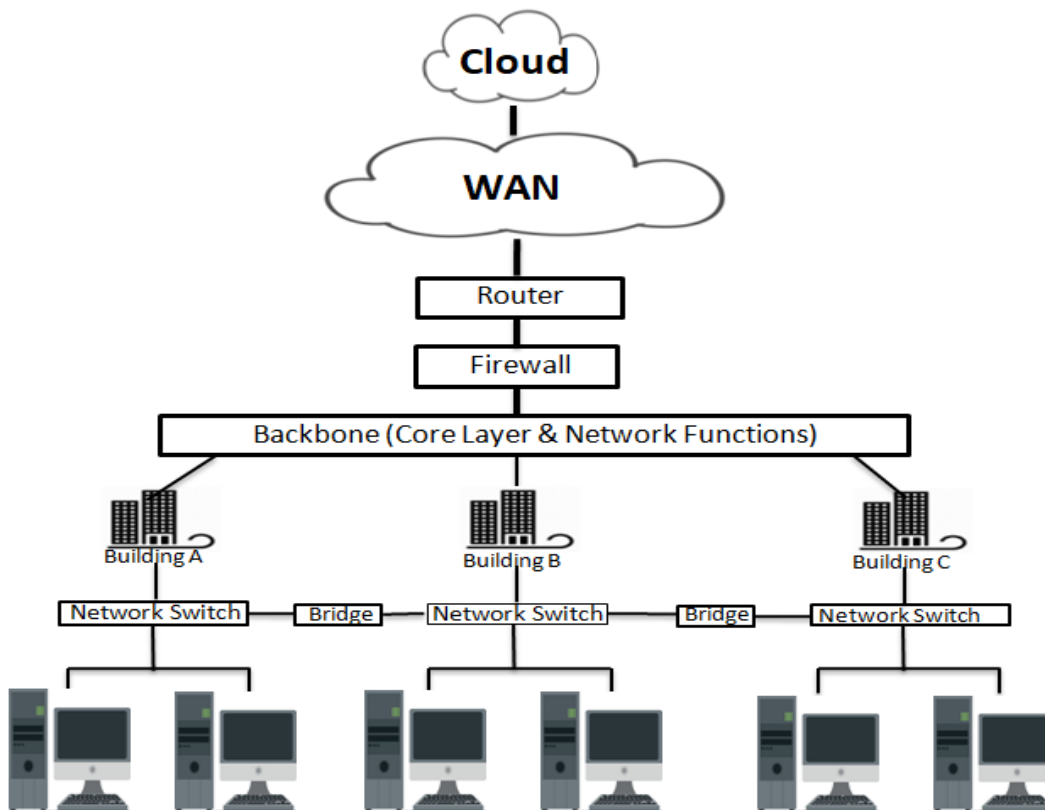 Cloud
WAN
Router
Firewall
Backbone (Core Layer & Network Functions)
Building A
Building B
Building C
Network Switch
Bridge
Network Switch
Bridge
Network Switch